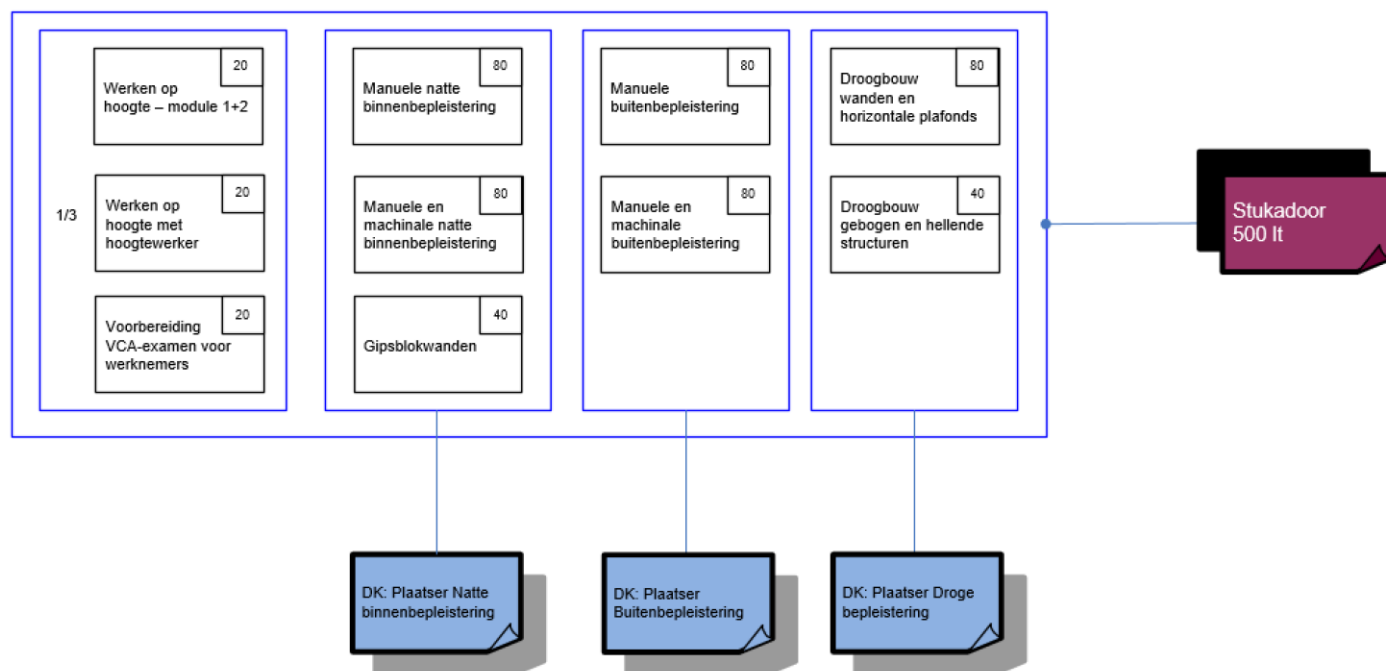 1/3
20
Werken op
hoogte – module 1+2
20
Werken op
hoogte met
hoogtewerker
20
Voorbereiding
VCA-examen voor
werknemers
80
Manuele natte
binnenbepleistering
80
Manuele en
machinale natte
binnenbepleistering
40
Gipsblokwanden
80
Manuele
buitenbepleistering
80
Manuele en
machinale
buitenbepleistering
80
Droogbouw
wanden en
horizontale plafonds
40
Droogbouw
gebogen en hellende
structuren
Stukadoor
500 lt
DK: Plaatser Natte
binnenbepleistering
DK: Plaatser
Buitenbepleistering
DK: Plaatser Droge
bepleistering